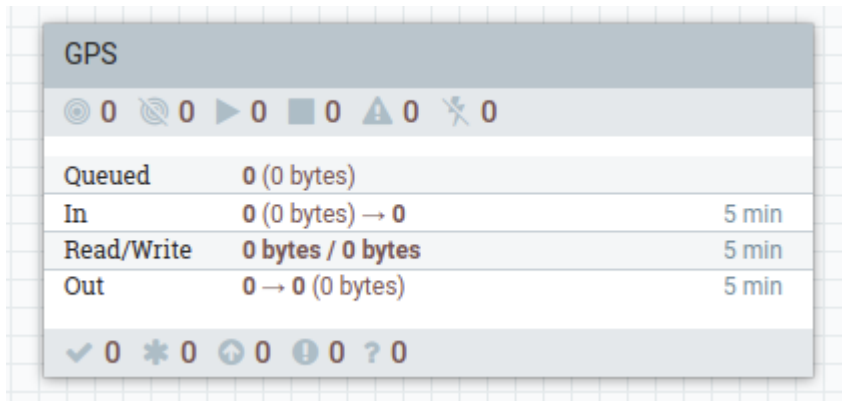 GPS
0 0 0 0 0 0
Queued 0 (0 bytes)
In 0 (0 bytes) → 0 5 min
Read/Write 0 bytes / 0 bytes 5 min
Out 0 → 0 (0 bytes) 5 min
0 0 0 0 ? 0